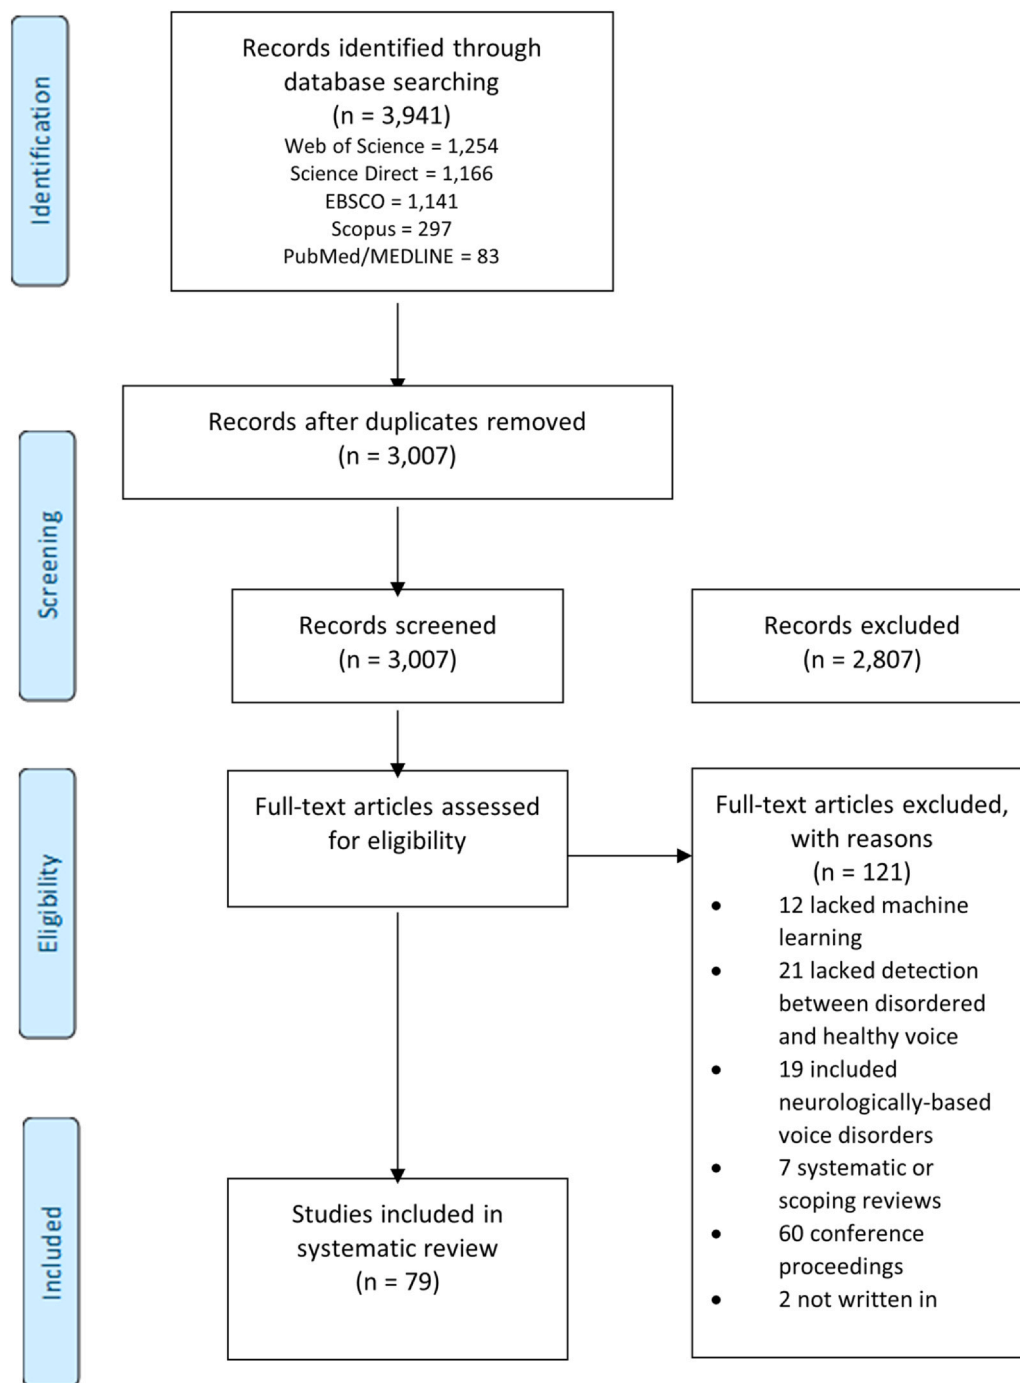 Identification
Records identified through
database searching
(n = 3,941)
Web of Science = 1,254
Science Direct = 1,166
EBSCO = 1,141
Scopus = 297
PubMed/MEDLINE = 83
Screening
Records after duplicates removed
(n = 3,007)
Records screened
(n = 3,007)
Records excluded
(n = 2,807)
Eligibility
Full-text articles assessed
for eligibility
Full-text articles excluded,
with reasons
(n = 121)
• 12 lacked machine
learning
• 21 lacked detection
between disordered
and healthy voice
• 19 included
neurologically-based
voice disorders
• 7 systematic or
scoping reviews
• 60 conference
proceedings
• 2 not written in
Included
Studies included in
systematic review
(n = 79)